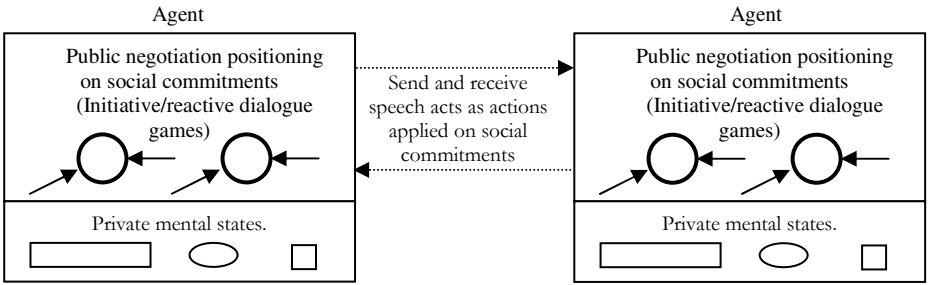 Agent
Public negotiation positioning
on social commitments
(Initiative/reactive dialogue
games)
Private mental states.
Send and receive
speech acts as actions
applied on social
commitments
Agent
Public negotiation positioning
on social commitments
(Initiative/reactive dialogue
games)
Private mental states.